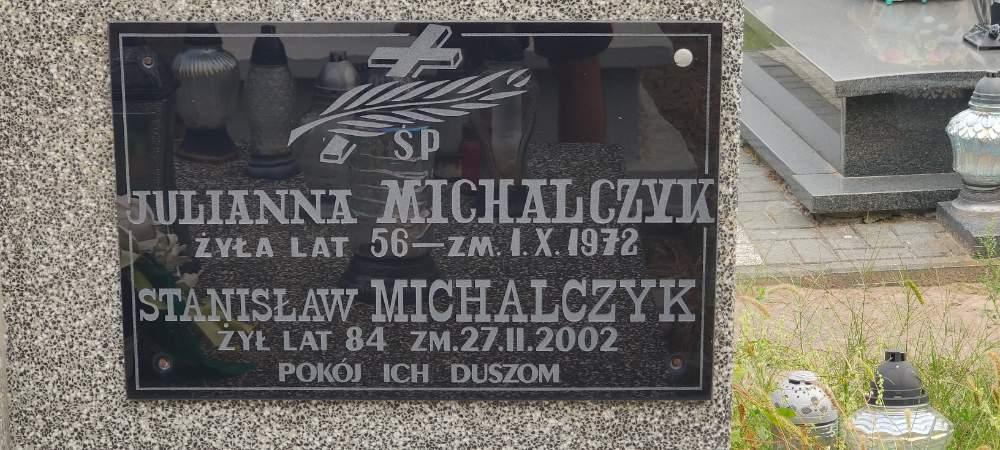 ŚP
JULIANNA MICHALCZYK
ŻYŁA LAT 56 — ZM. 1. X. 1972
STANISŁAW MICHALCZYK
ŻYŁ LAT 84 ZM. 27. II. 2002
POKÓJ ICH DUSZOM